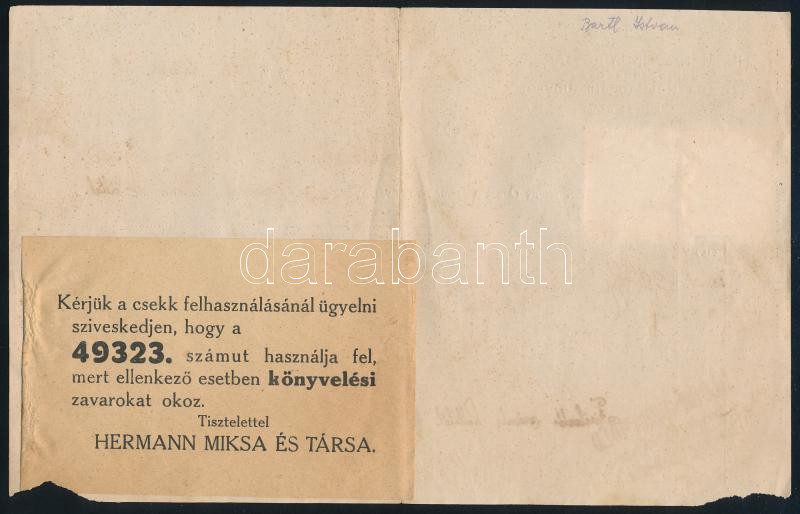 Bartl Istvan
darabanth
Kérjük a csekk felhasználásánál ügyelni
sziveskedjen, hogy a
49323. számut használja fel,
mert ellenkező esetben könyvelési
zavarokat okoz.
Tisztelettel
HERMANN MIKSA ÉS TÁRSA.